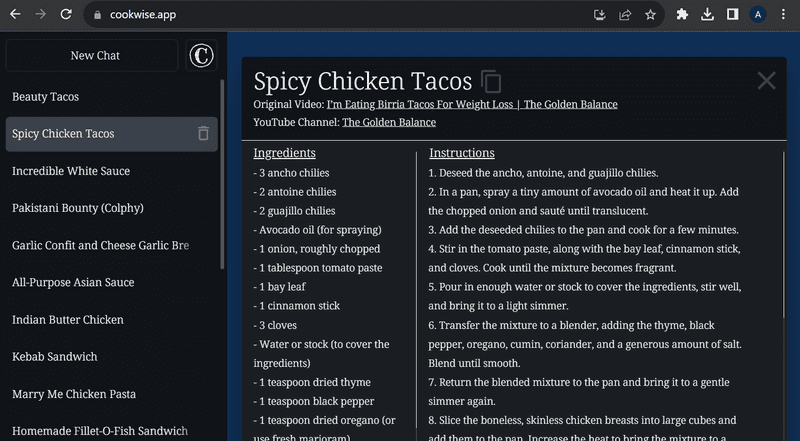 cookwise.app
A
New Chat
C
Beauty Tacos
Spicy Chicken Tacos
Incredible White Sauce
Pakistani Bounty (Colphy)
Garlic Confit and Cheese Garlic Bre
All-Purpose Asian Sauce
Indian Butter Chicken
Kebab Sandwich
Marry Me Chicken Pasta
Homemade Fillet-O-Fish Sandwich
Spicy Chicken Tacos
Original Video: I'm Eating Birria Tacos For Weight Loss | The Golden Balance
YouTube Channel: The Golden Balance
Ingredients
- 3 ancho chilies
- 2 antoine chilies
- 2 guajillo chilies
- Avocado oil (for spraying)
- 1 onion, roughly chopped
- 1 tablespoon tomato paste
- 1 bay leaf
- 1 cinnamon stick
- 3 cloves
- Water or stock (to cover the
ingredients)
- 1 teaspoon dried thyme
- 1 teaspoon black pepper
- 1 teaspoon dried oregano (or
use fresh marjoram)
Instructions
1. Deseed the ancho, antoine, and guajillo chilies.
2. In a pan, spray a tiny amount of avocado oil and heat it up. Add
the chopped onion and sauté until translucent.
3. Add the deseeded chilies to the pan and cook for a few minutes.
4. Stir in the tomato paste, along with the bay leaf, cinnamon stick,
and cloves. Cook until the mixture becomes fragrant.
5. Pour in enough water or stock to cover the ingredients, stir well,
and bring it to a light simmer.
6. Transfer the mixture to a blender, adding the thyme, black
pepper, oregano, cumin, coriander, and a generous amount of salt.
Blend until smooth.
7. Return the blended mixture to the pan and bring it to a gentle
simmer again.
8. Slice the boneless, skinless chicken breasts into large cubes and
add them to the pan. Increase the heat to bring the mixture to a